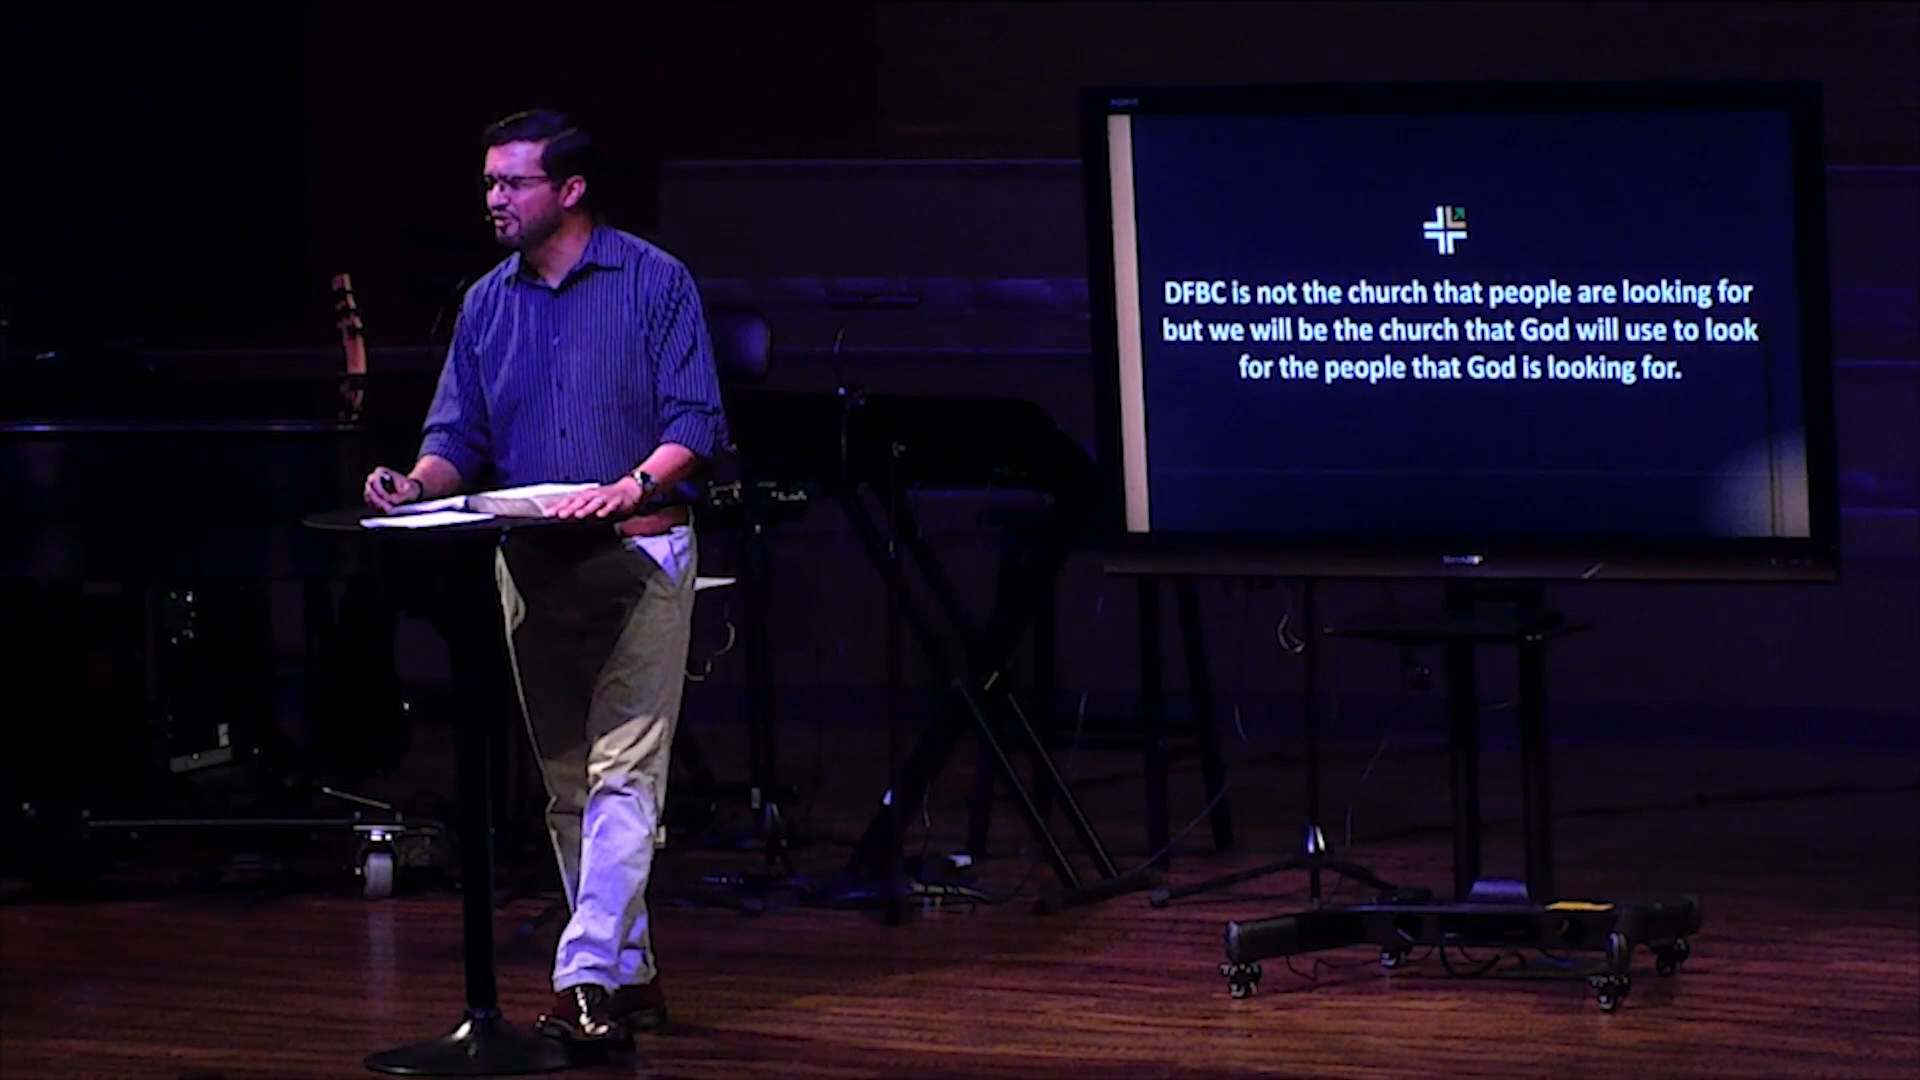 DFBC is not the church that people are looking for
but we will be the church that God will use to look
for the people that God is looking for.